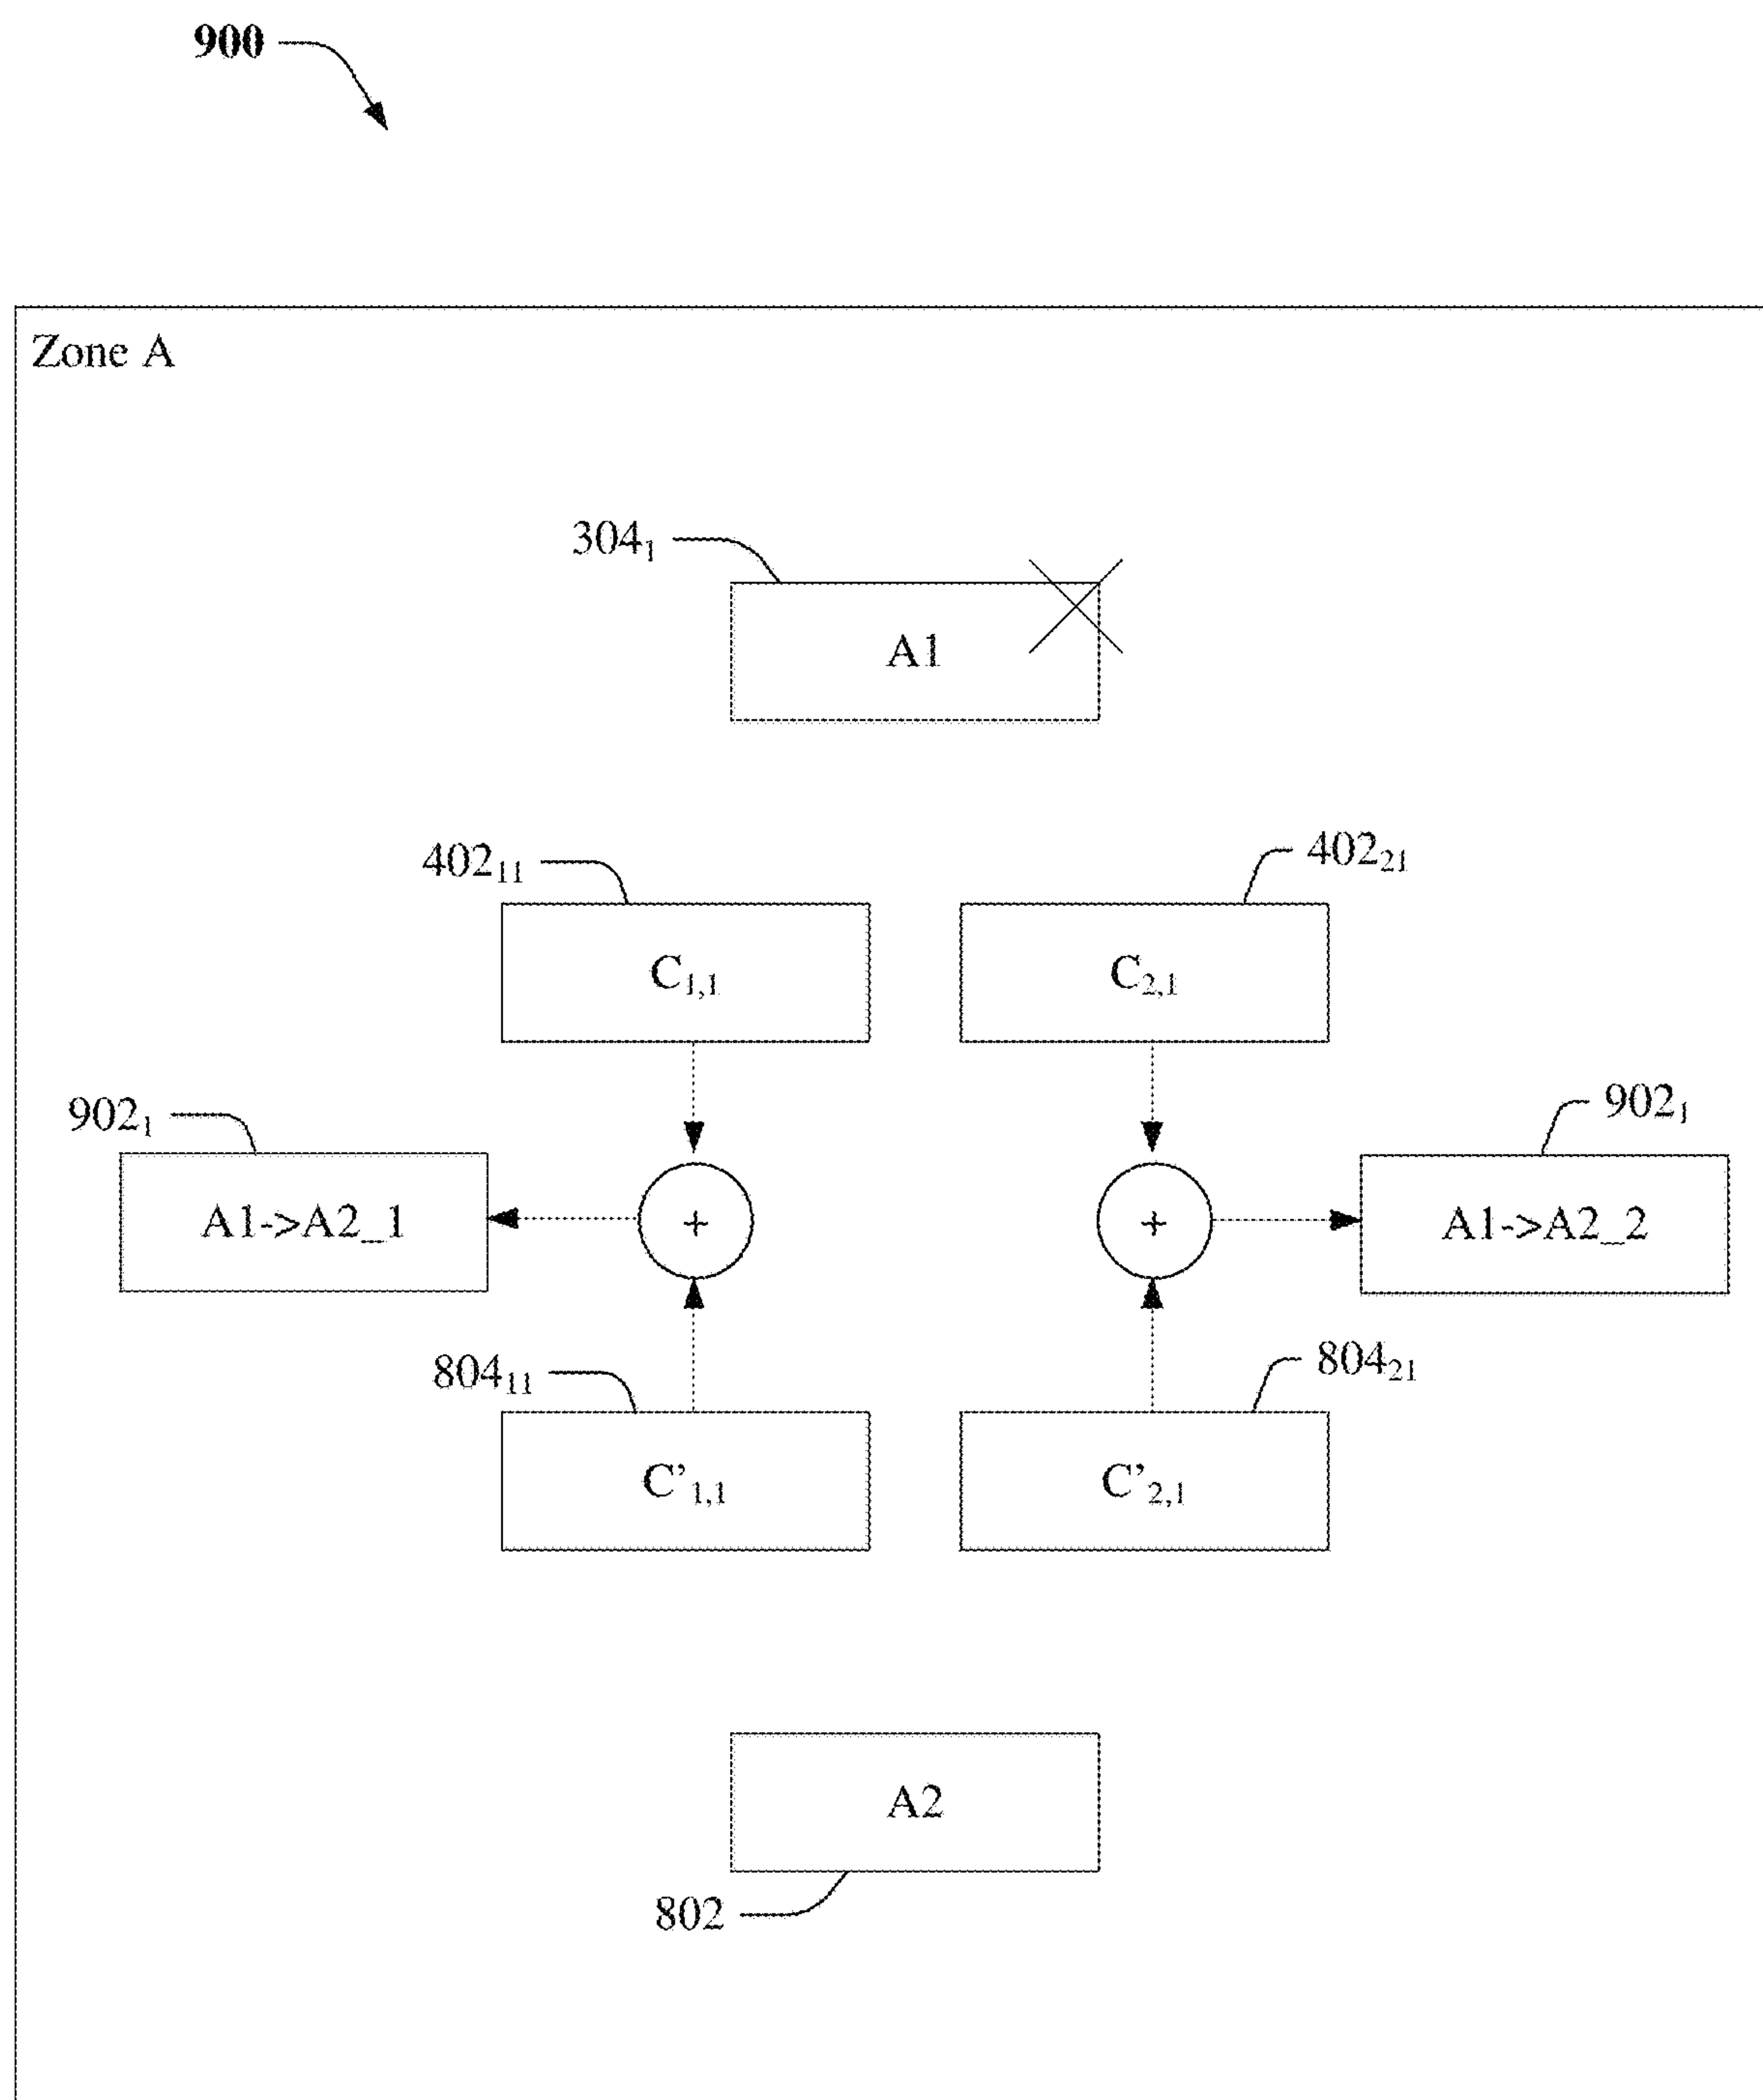 900
Zone A
304₁
A1
402₁₁
402₂₁
C₁,₁
C₂,₁
902₁
902₁
A1->A2_1
+
+
A1->A2_2
804₁₁
804₂₁
C’₁,₁
C’₂,₁
A2
802